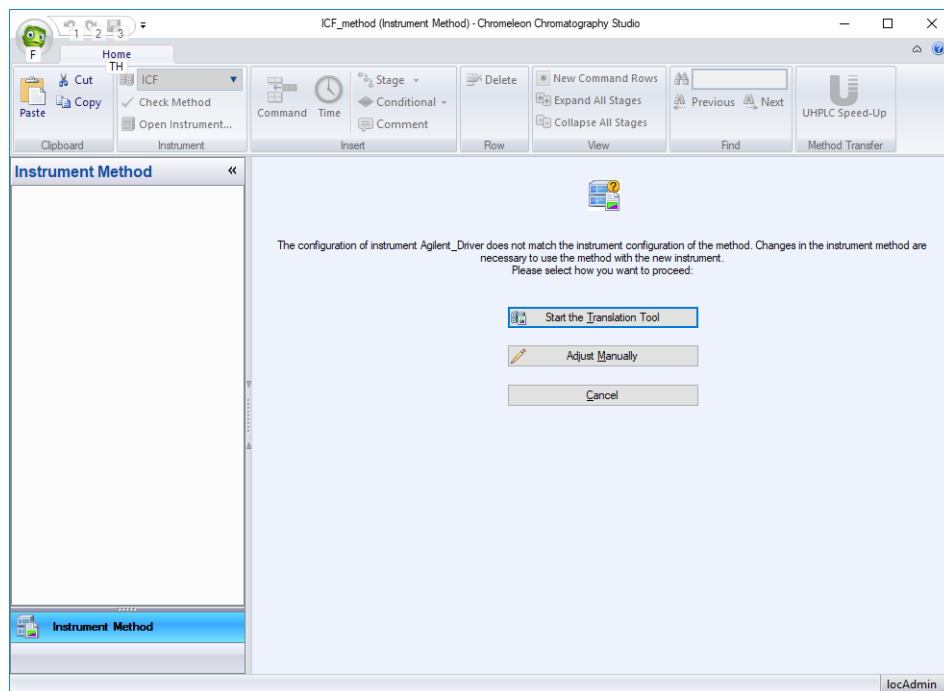 ICF_method (Instrument Method) - Chromeleon Chromatography Studio
1 2 3
F
Home
TH
Paste
Cut
Copy
Clipboard
ICF
Check Method
Open Instrument...
Instrument
Command
Time
Stage
Conditional
Comment
Insert
Delete
Row
New Command Rows
Expand All Stages
Collapse All Stages
View
Previous Next
Find
UHPLC Speed-Up
Method Transfer
Instrument Method «
The configuration of instrument Agilent_Driver does not match the instrument configuration of the method. Changes in the instrument method are
necessary to use the method with the new instrument.
Please select how you want to proceed:
Start the Translation Tool
Adjust Manually
Cancel
Instrument Method
locAdmin